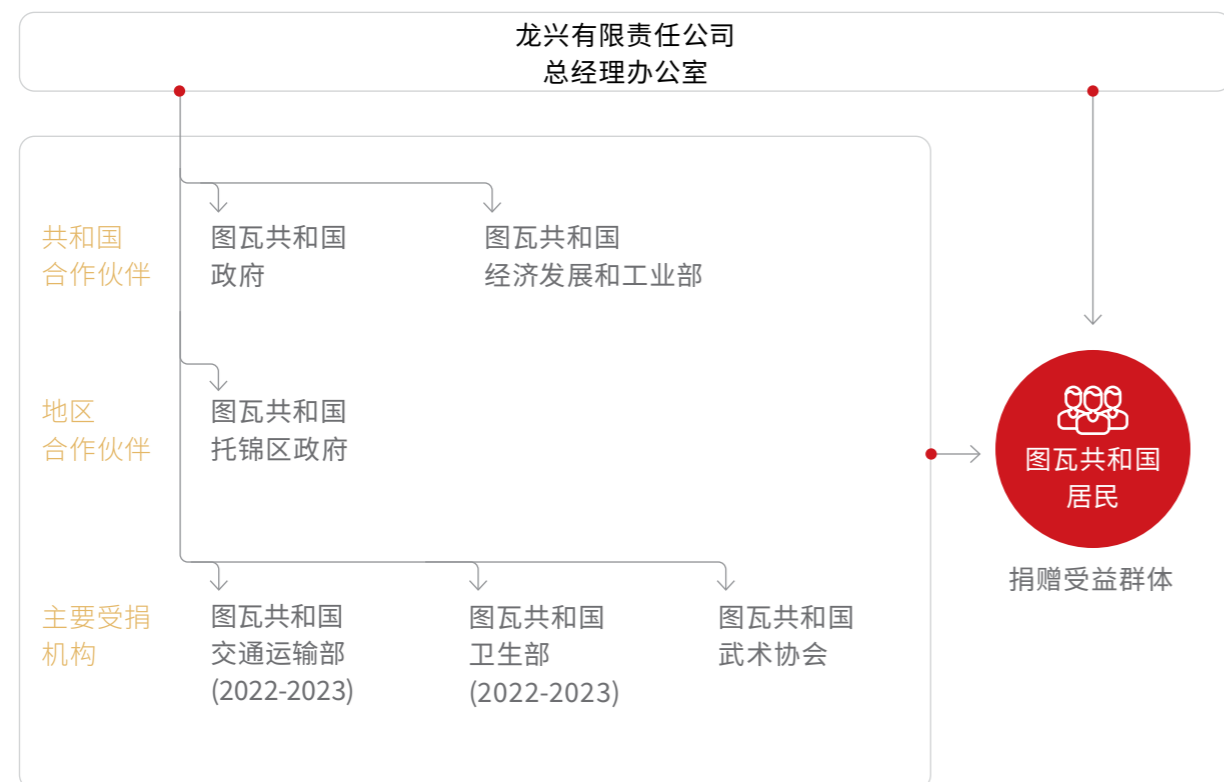 龙兴有限责任公司
总经理办公室
共和国
合作伙伴
图瓦共和国
政府
图瓦共和国
经济发展和工业部
地区
合作伙伴
图瓦共和国
托锦区政府
主要受捐
机构
图瓦共和国
交通运输部
(2022-2023)
图瓦共和国
卫生部
(2022-2023)
图瓦共和国
武术协会
图瓦共和国
居民
捐赠受益群体